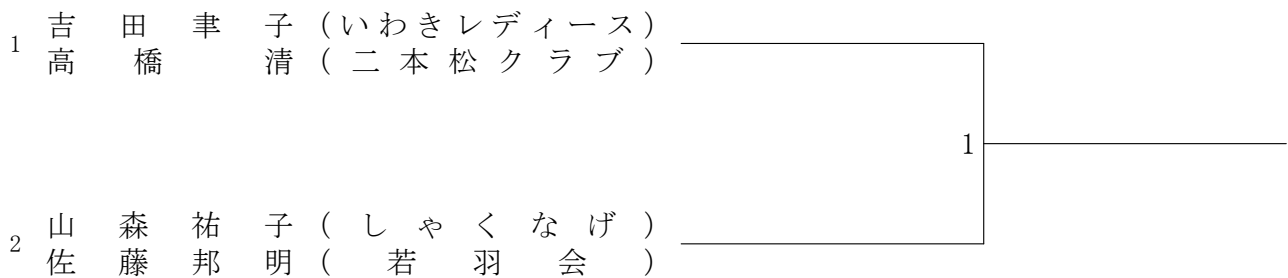 1 吉田聿子(いわきレディース)
高橋清(二本松クラブ)
1
2 山森祐子(しゃくなげ)
佐藤邦明(若羽会)